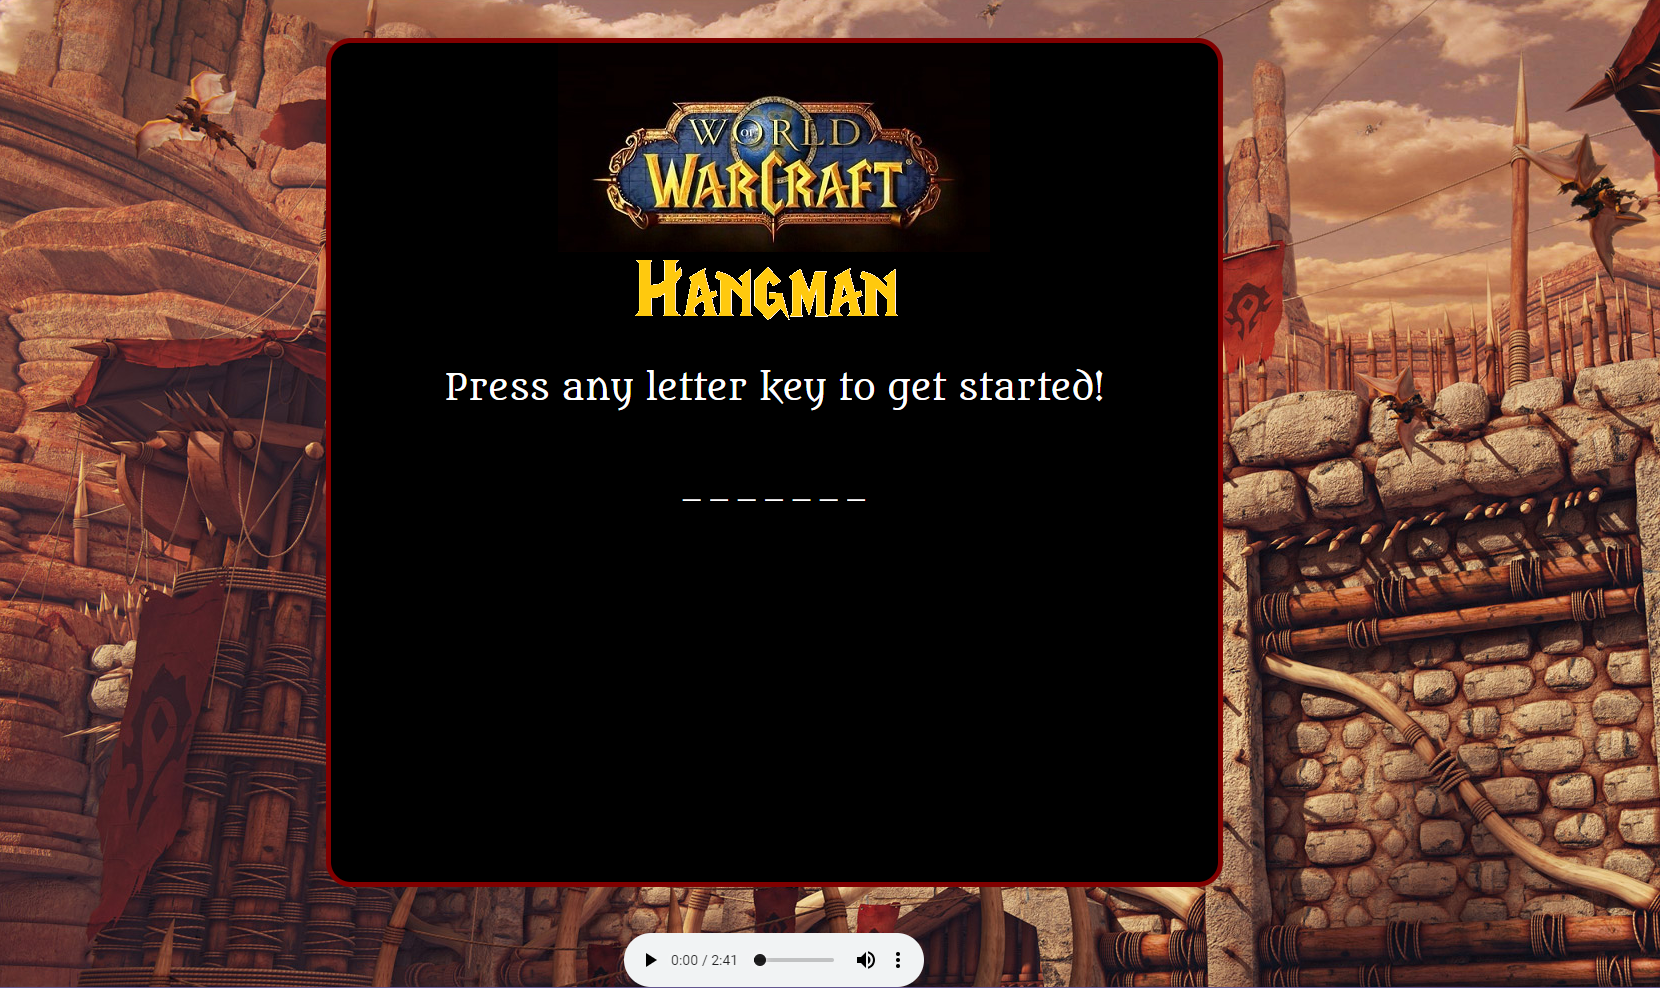 WORLD
OF
WARCRAFT®
HANGMAN
Press any letter key to get started!
_ _ _ _ _ _ _
0:00 / 2:41